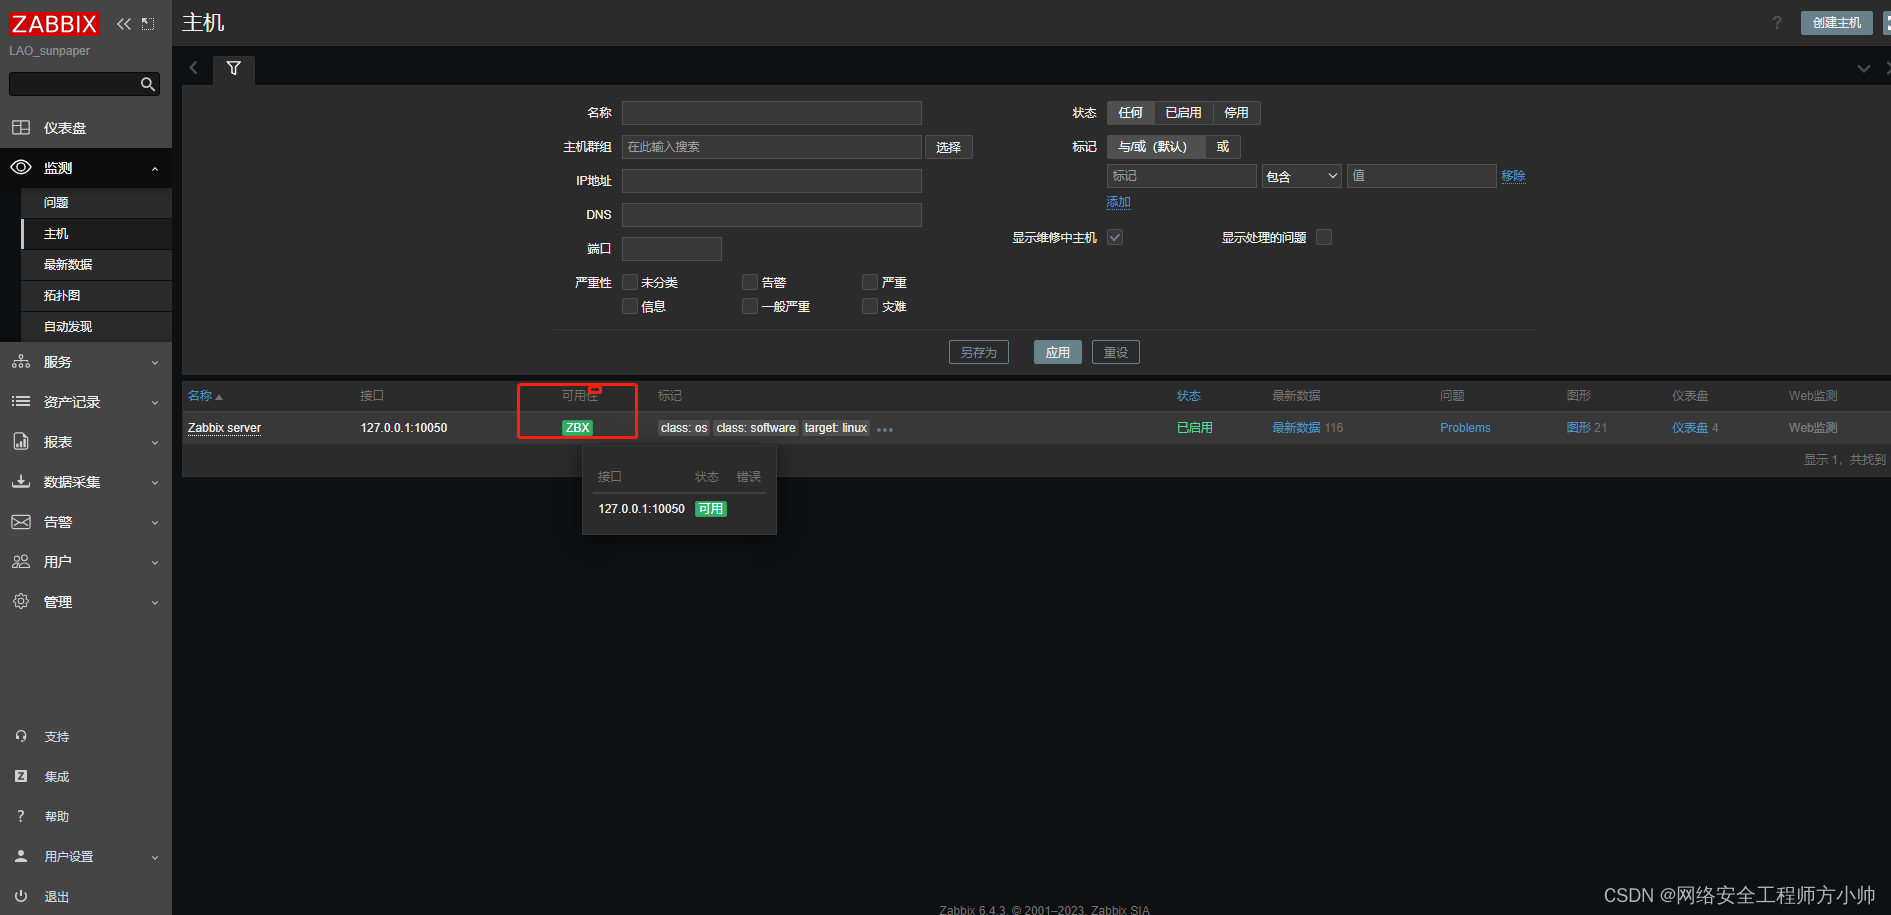 ZABBIX
LAO_sunpaper
仪表盘
监测
问题
主机
最新数据
拓扑图
自动发现
服务
资产记录
报表
数据采集
告警
用户
管理
支持
集成
? 帮助
用户设置
退出
主机
? 创建主机
名称
主机群组 在此输入搜索 选择
IP地址
DNS
端口
严重性 未分类 告警 严重
信息 一般严重 灾难
状态 任何 已启用 停用
标记 与/或（默认） 或
标记 包含 值 移除
添加
显示维修中主机 显示处理的问题
另存为 应用 重设
名称 接口 可用性 标记 状态 最新数据 问题 图形 仪表盘 Web监测
Zabbix server 127.0.0.1:10050 ZBX class: os class: software target: linux 已启用 最新数据 116 Problems 图形 21 仪表盘 4 Web监测
显示 1，共找到
接口 状态 错误
127.0.0.1:10050 可用
Zabbix 6.4.3. © 2001–2023, Zabbix SIA
CSDN @网络安全工程师方小帅